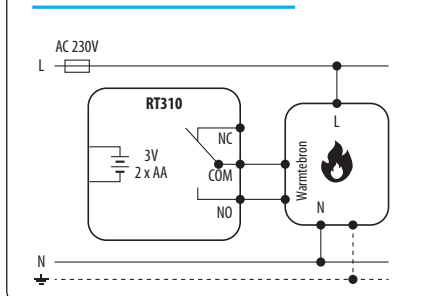 AC 230V
L
RT310
NC
3V
2 x AA
COM
NO
L
Warmtebron
N
N